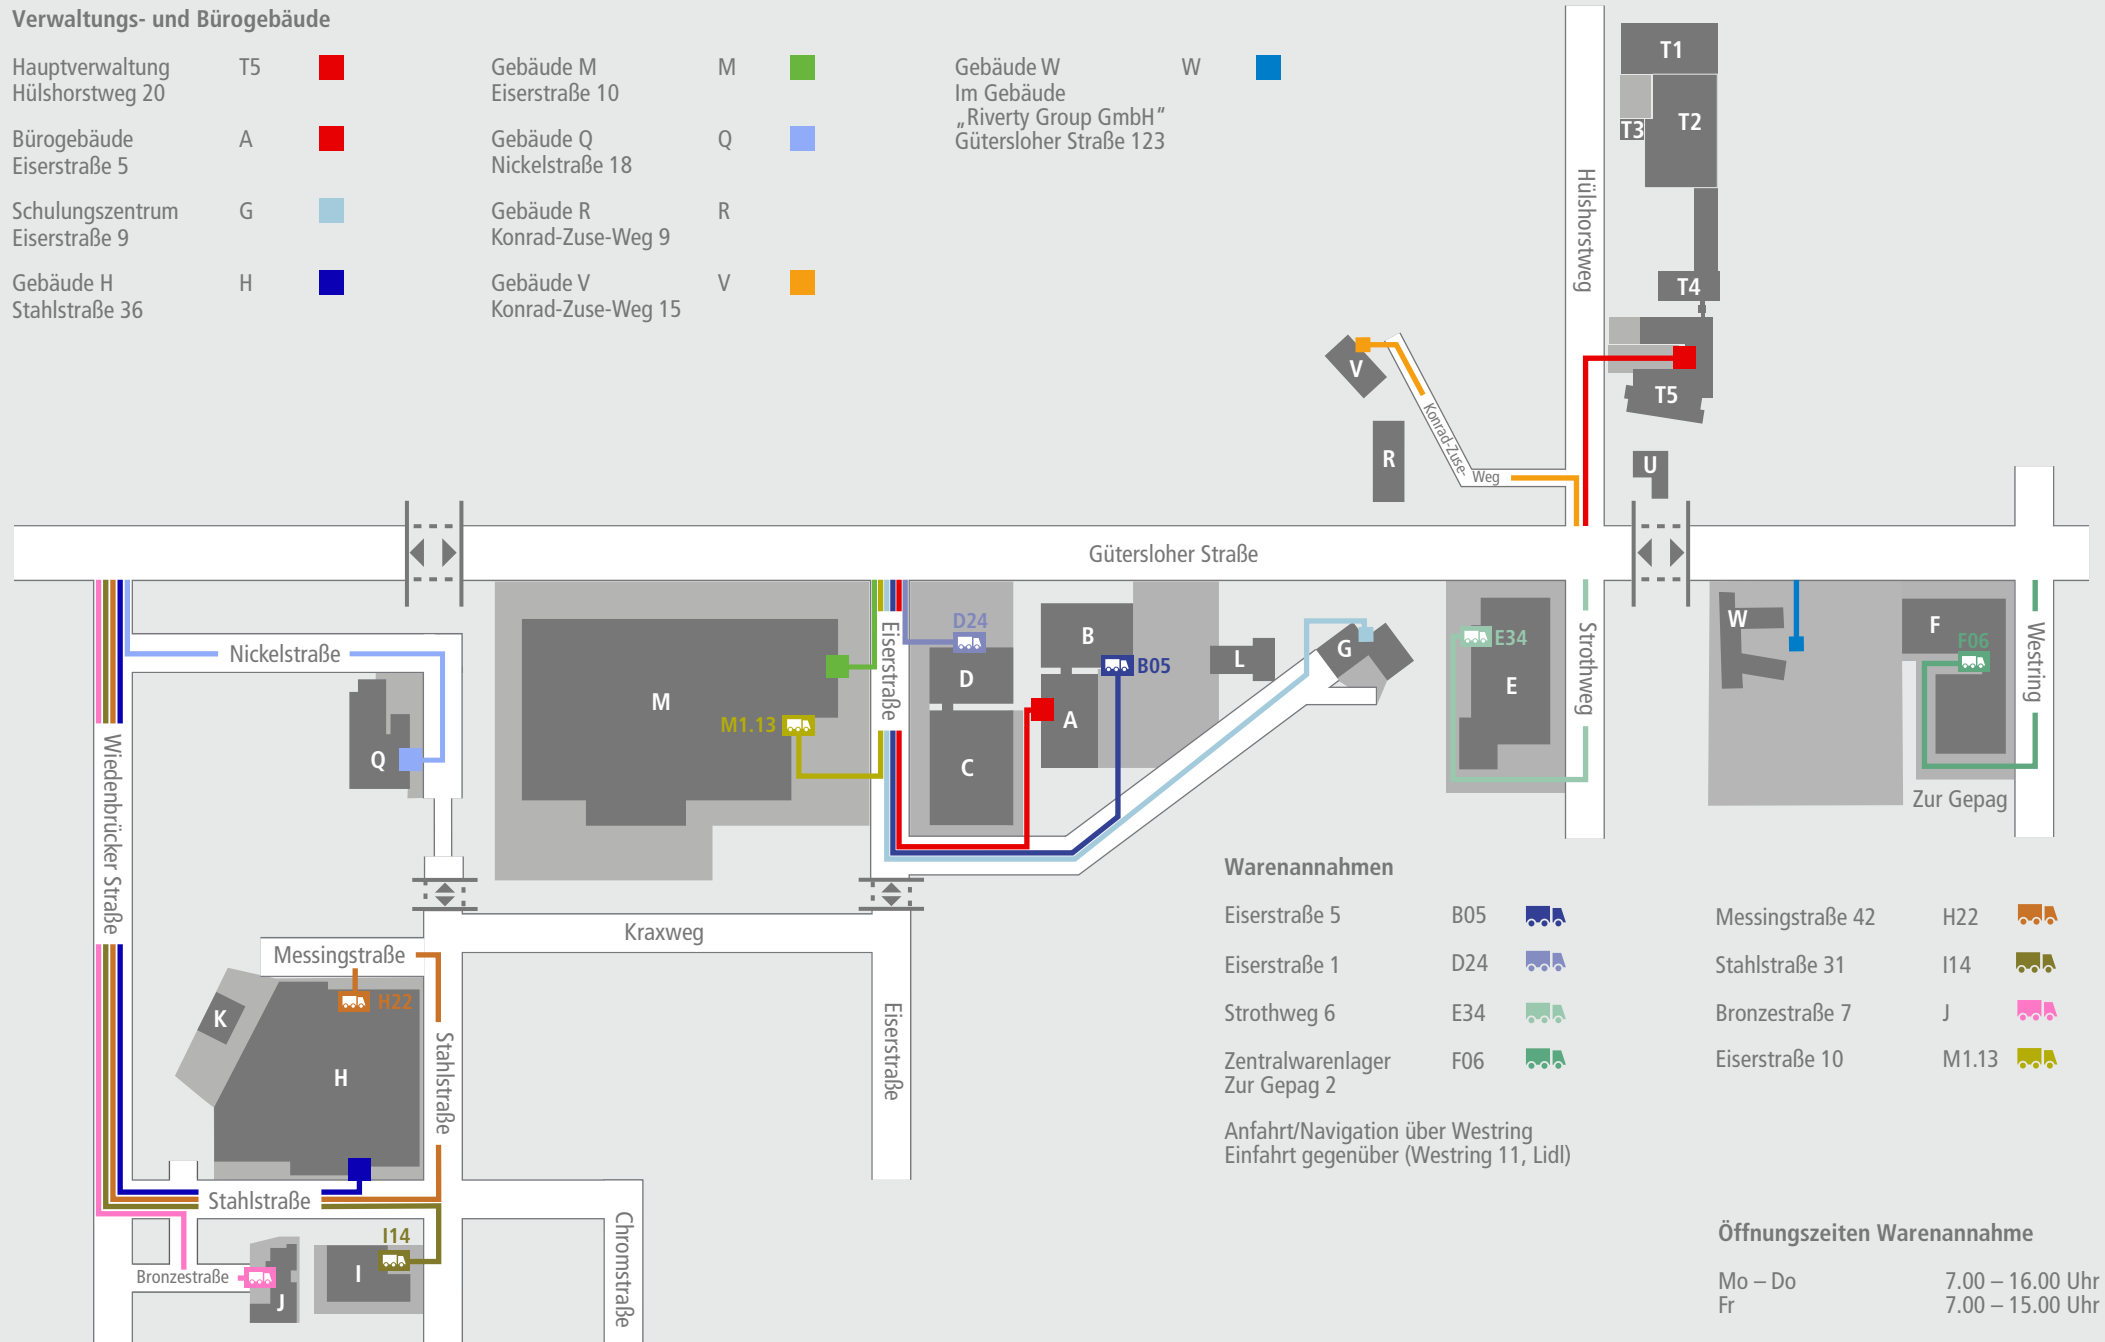 Verwaltungs- und Bürogebäude
Hauptverwaltung T5
Hülshorstweg 20
Bürogebäude A
Eiserstraße 5
Schulungszentrum G
Eiserstraße 9
Gebäude H H
Stahlstraße 36
Gebäude M M
Eiserstraße 10
Gebäude Q Q
Nickelstraße 18
Gebäude R R
Konrad-Zuse-Weg 9
Gebäude V V
Konrad-Zuse-Weg 15
Gebäude W W
Im Gebäude
„Riverty Group GmbH“
Gütersloher Straße 123
T1
T2
T3
Hülshorstweg
T4
T5
V
Konrad-Zuse-
Weg
R
U
Gütersloher Straße
Nickelstraße
Q
Wiedenbrücker Straße
M
M1.13
Eiserstraße
D24
D
C
B
B05
A
L
G
E34
E
Strothweg
W
F
F06
Westring
Zur Gepag
Kraxweg
Messingstraße
H22
K
H
Stahlstraße
Eiserstraße
Stahlstraße
I14
I
Bronzestraße
J
Chromstraße
Warenannahmen
Eiserstraße 5 B05
Eiserstraße 1 D24
Strothweg 6 E34
Zentralwarenlager F06
Zur Gepag 2
Anfahrt/Navigation über Westring
Einfahrt gegenüber (Westring 11, Lidl)
Messingstraße 42 H22
Stahlstraße 31 I14
Bronzestraße 7 J
Eiserstraße 10 M1.13
Öffnungszeiten Warenannahme
Mo – Do 7.00 – 16.00 Uhr
Fr 7.00 – 15.00 Uhr